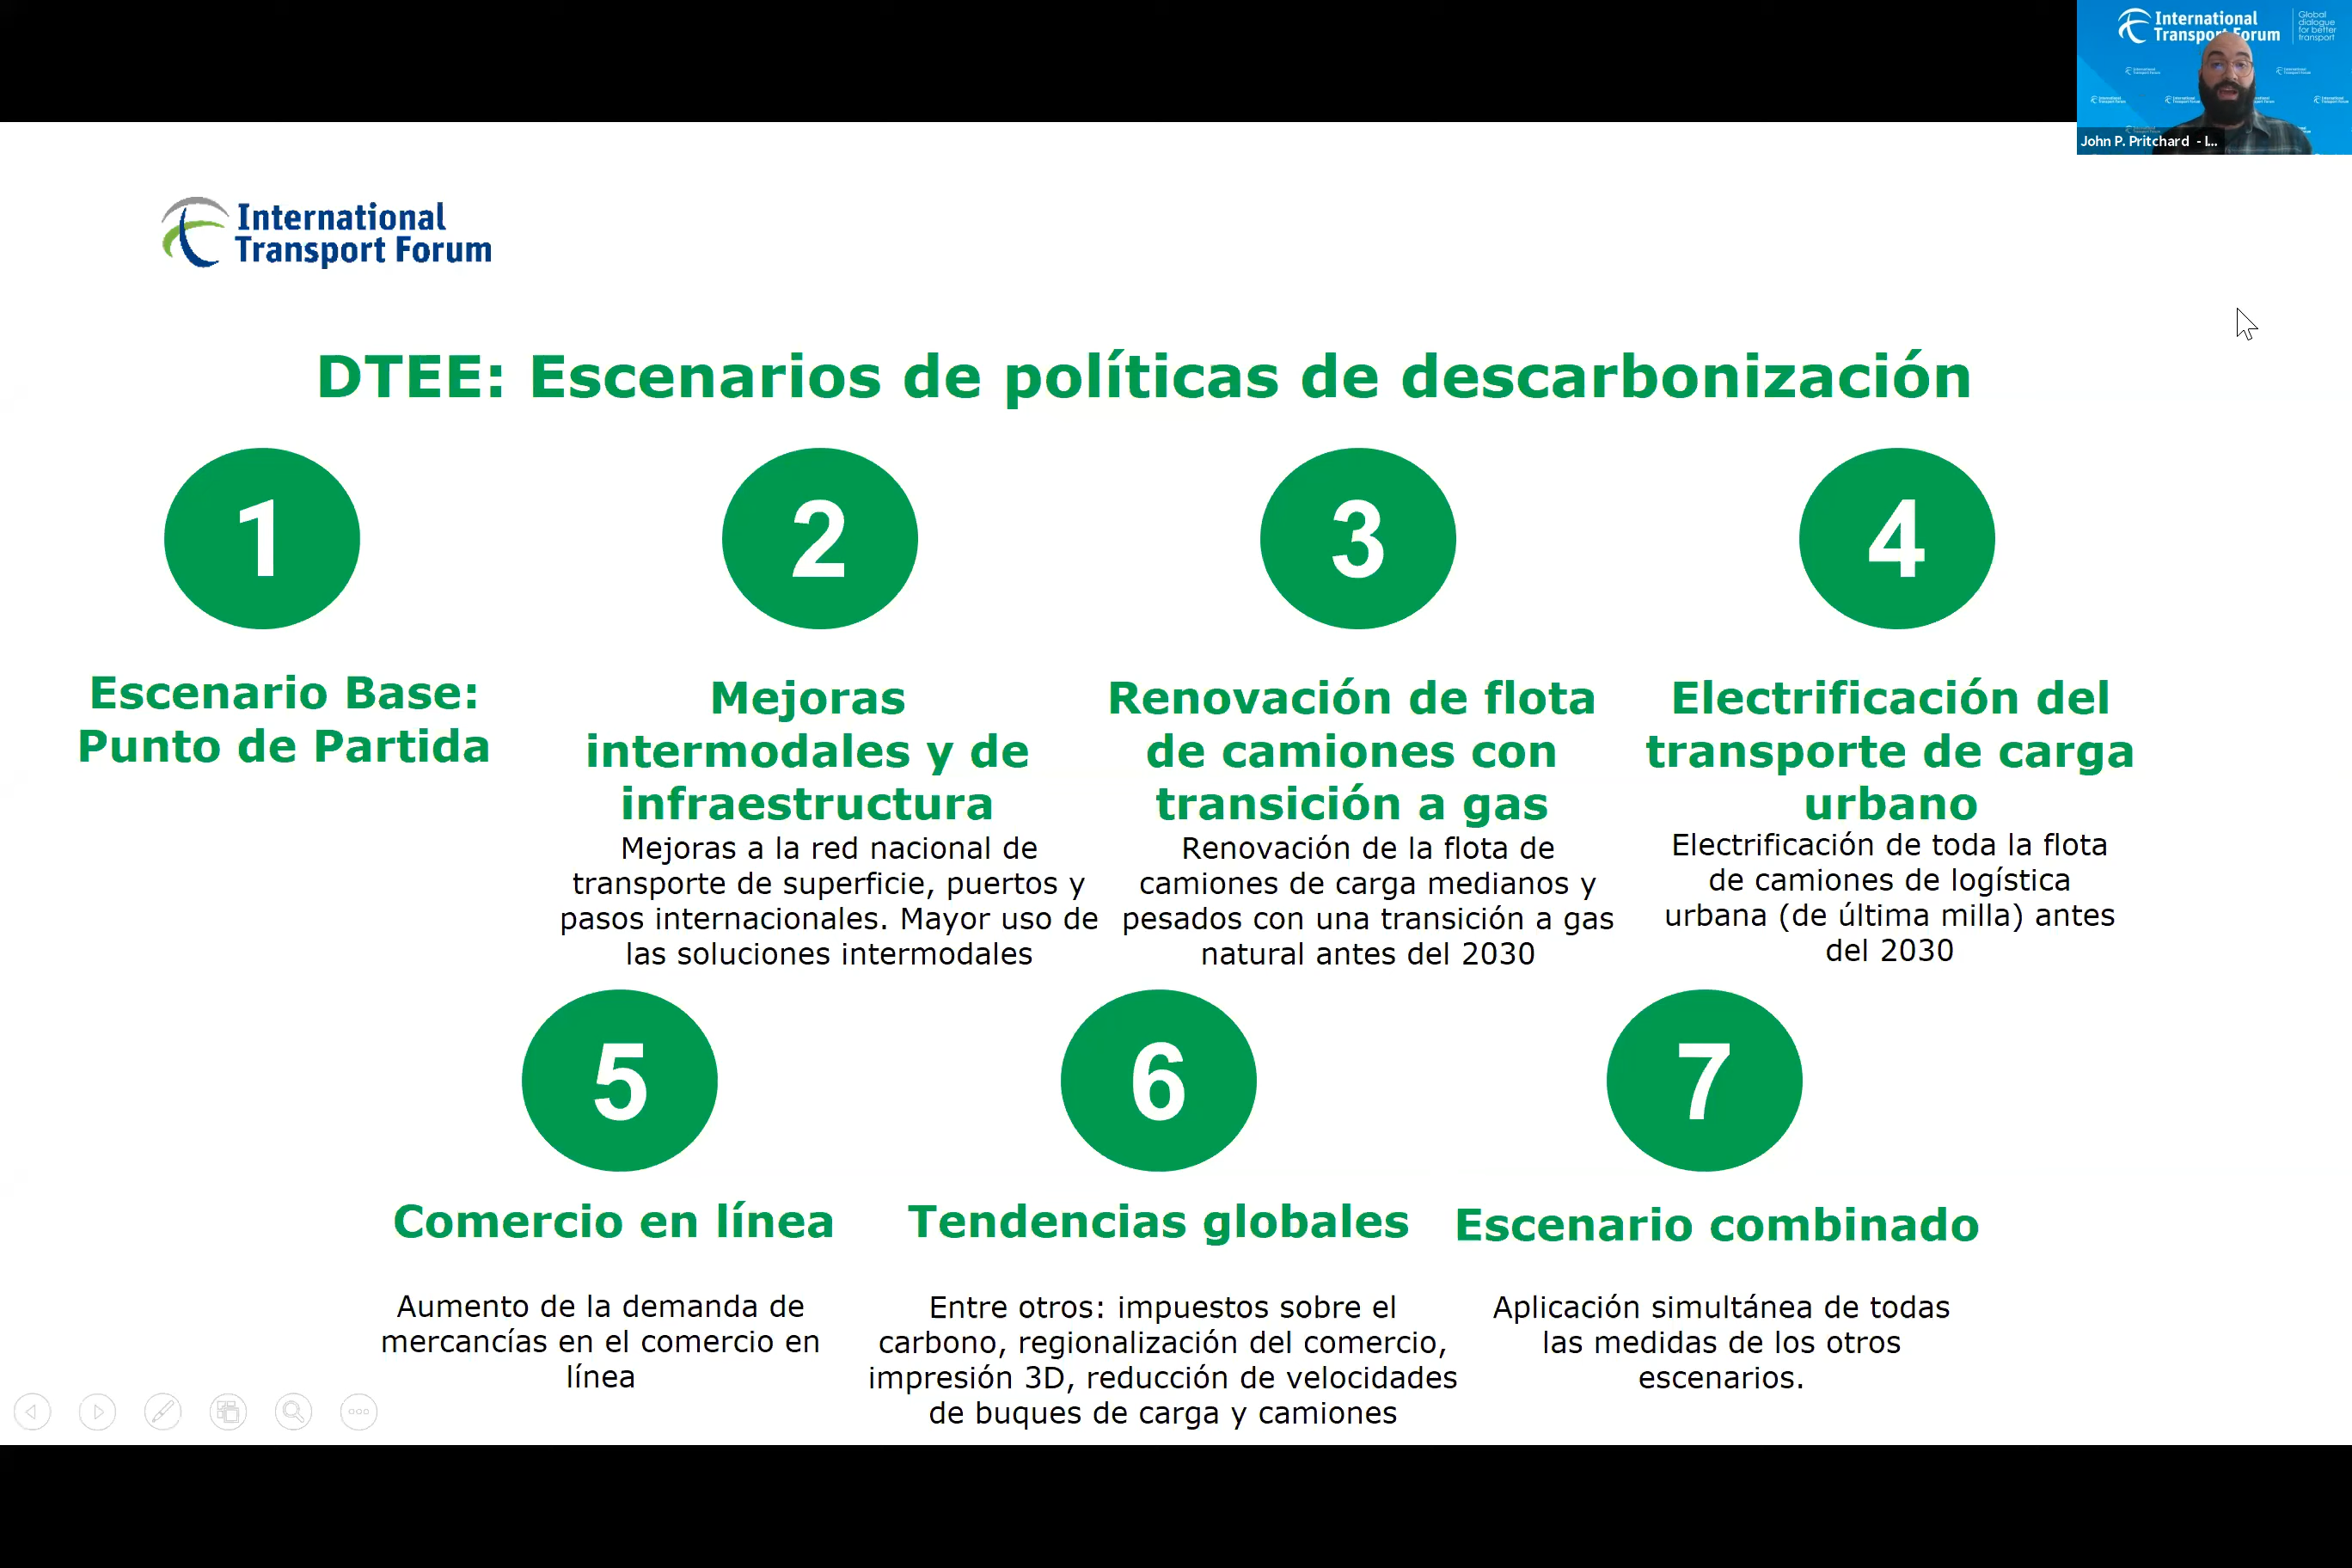 International
Transport Forum
Global
dialogue
for better
transport
John P. Pritchard - I...
International
Transport Forum
DTEE: Escenarios de políticas de descarbonización
1
Escenario Base:
Punto de Partida
2
Mejoras
intermodales y de
infraestructura
Mejoras a la red nacional de
transporte de superficie, puertos y
pasos internacionales. Mayor uso de
las soluciones intermodales
3
Renovación de flota
de camiones con
transición a gas
Renovación de la flota de
camiones de carga medianos y
pesados con una transición a gas
natural antes del 2030
4
Electrificación del
transporte de carga
urbano
Electrificación de toda la flota
de camiones de logística
urbana (de última milla) antes
del 2030
5
Comercio en línea
Aumento de la demanda de
mercancías en el comercio en
línea
6
Tendencias globales
Entre otros: impuestos sobre el
carbono, regionalización del comercio,
impresión 3D, reducción de velocidades
de buques de carga y camiones
7
Escenario combinado
Aplicación simultánea de todas
las medidas de los otros
escenarios.